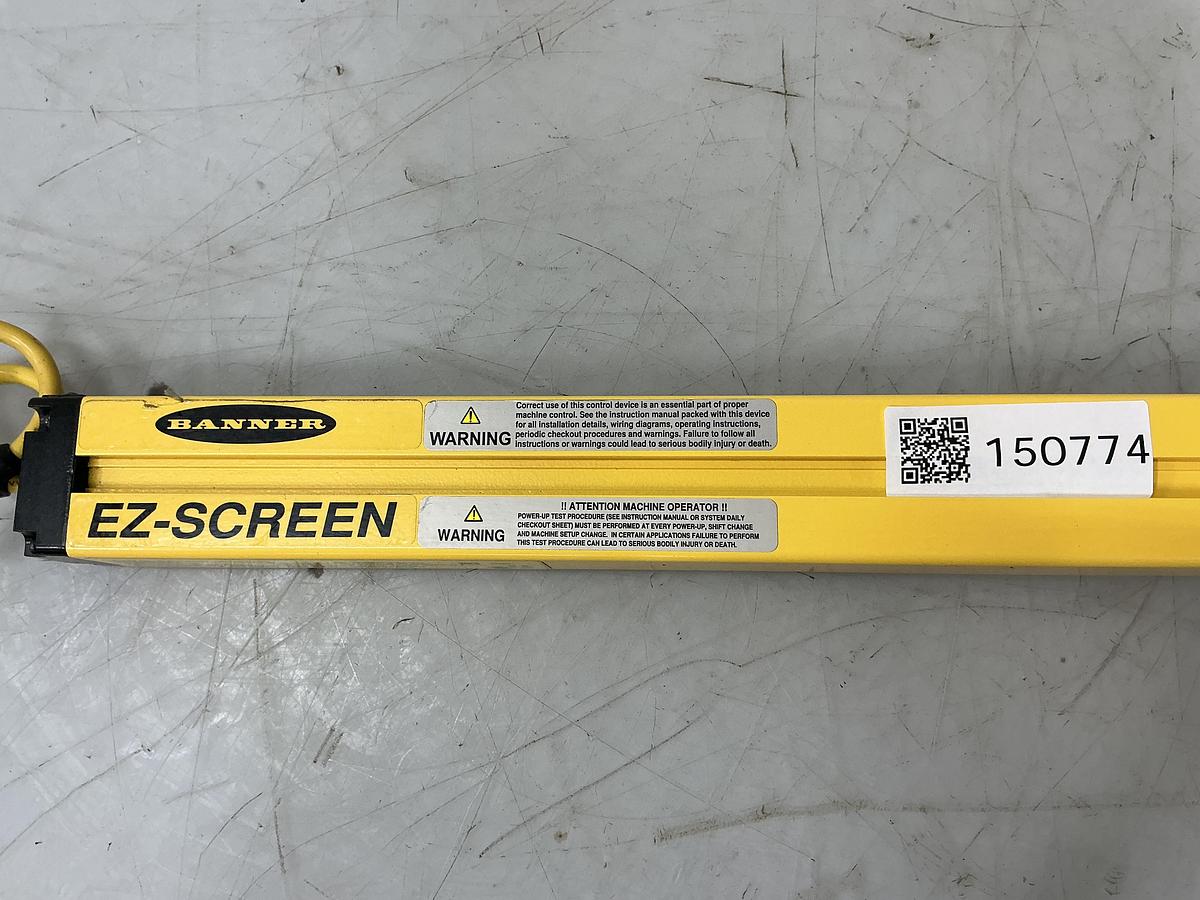 BANNER
WARNING
Correct use of this control device is an essential part of proper
machine control. See the instruction manual packed with this device
for all installation details, wiring diagrams, operating instructions,
periodic checkout procedures and warnings. Failure to follow all
instructions or warnings could lead to serious bodily injury or death.
150774
EZ-SCREEN
WARNING
!! ATTENTION MACHINE OPERATOR !!
POWER-UP TEST PROCEDURE (SEE INSTRUCTION MANUAL OR SYSTEM DAILY
CHECKOUT SHEET) MUST BE PERFORMED AT EVERY POWER-UP, SHIFT CHANGE
AND MACHINE SETUP CHANGE. IN CERTAIN APPLICATIONS FAILURE TO PERFORM
THIS TEST PROCEDURE CAN LEAD TO SERIOUS BODILY INJURY OR DEATH.